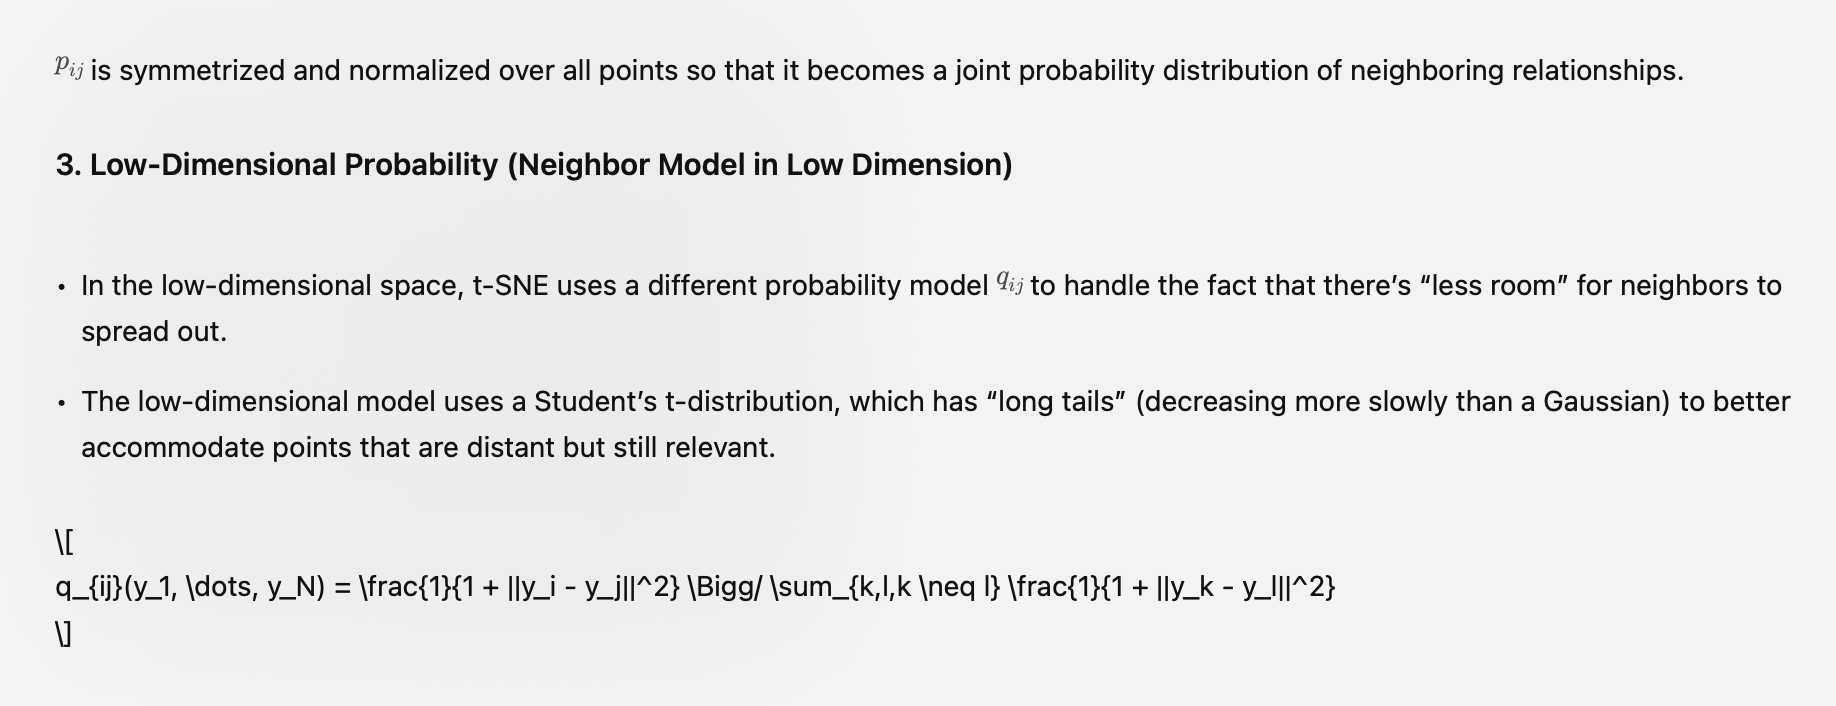 p_{ij} is symmetrized and normalized over all points so that it becomes a joint probability distribution of neighboring relationships.
3. Low-Dimensional Probability (Neighbor Model in Low Dimension)
• In the low-dimensional space, t-SNE uses a different probability model q_{ij} to handle the fact that there’s “less room” for neighbors to
spread out.
• The low-dimensional model uses a Student’s t-distribution, which has “long tails” (decreasing more slowly than a Gaussian) to better
accommodate points that are distant but still relevant.
\[
q_{ij}(y_1, \dots, y_N) = \frac{1}{1 + ||y_i - y_j||^2} \Bigg/ \sum_{k,l,k \neq l} \frac{1}{1 + ||y_k - y_l||^2}
\]